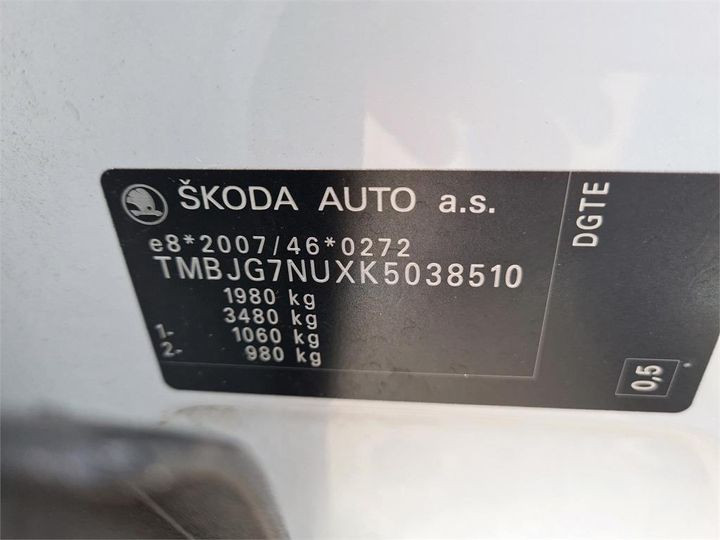 ŠKODA AUTO a.s.
e8*2007/46*0272
TMBJG7NUXK5038510
1980 kg
3480 kg
1- 1060 kg
2- 980 kg
DGTE
0,5